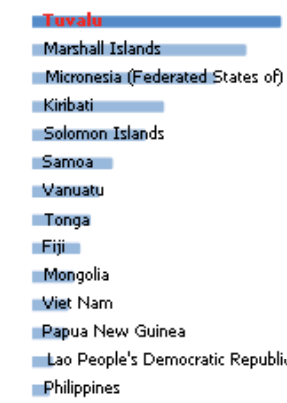 Tuvalu
Marshall Islands
Micronesia (Federated States of)
Kiribati
Solomon Islands
Samoa
Vanuatu
Tonga
Fiji
Mongolia
Viet Nam
Papua New Guinea
Lao People's Democratic Republi
Philippines